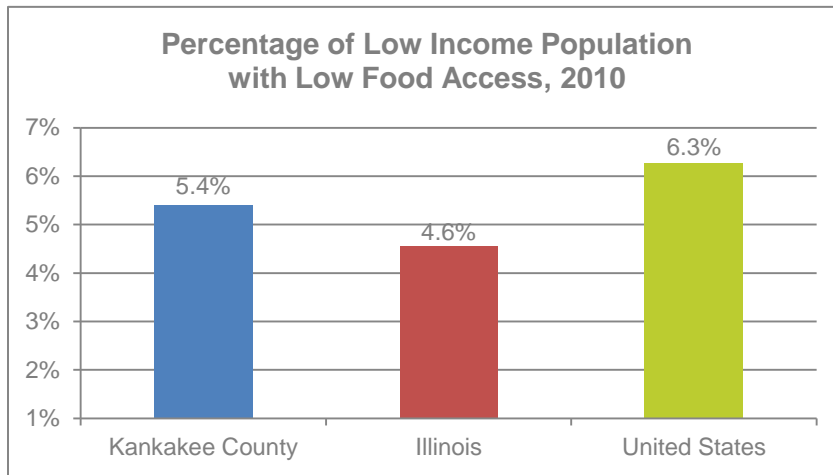 Percentage of Low Income Population
with Low Food Access, 2010
7%
6%
5%
4%
3%
2%
1%
5.4%
4.6%
6.3%
Kankakee County
Illinois
United States